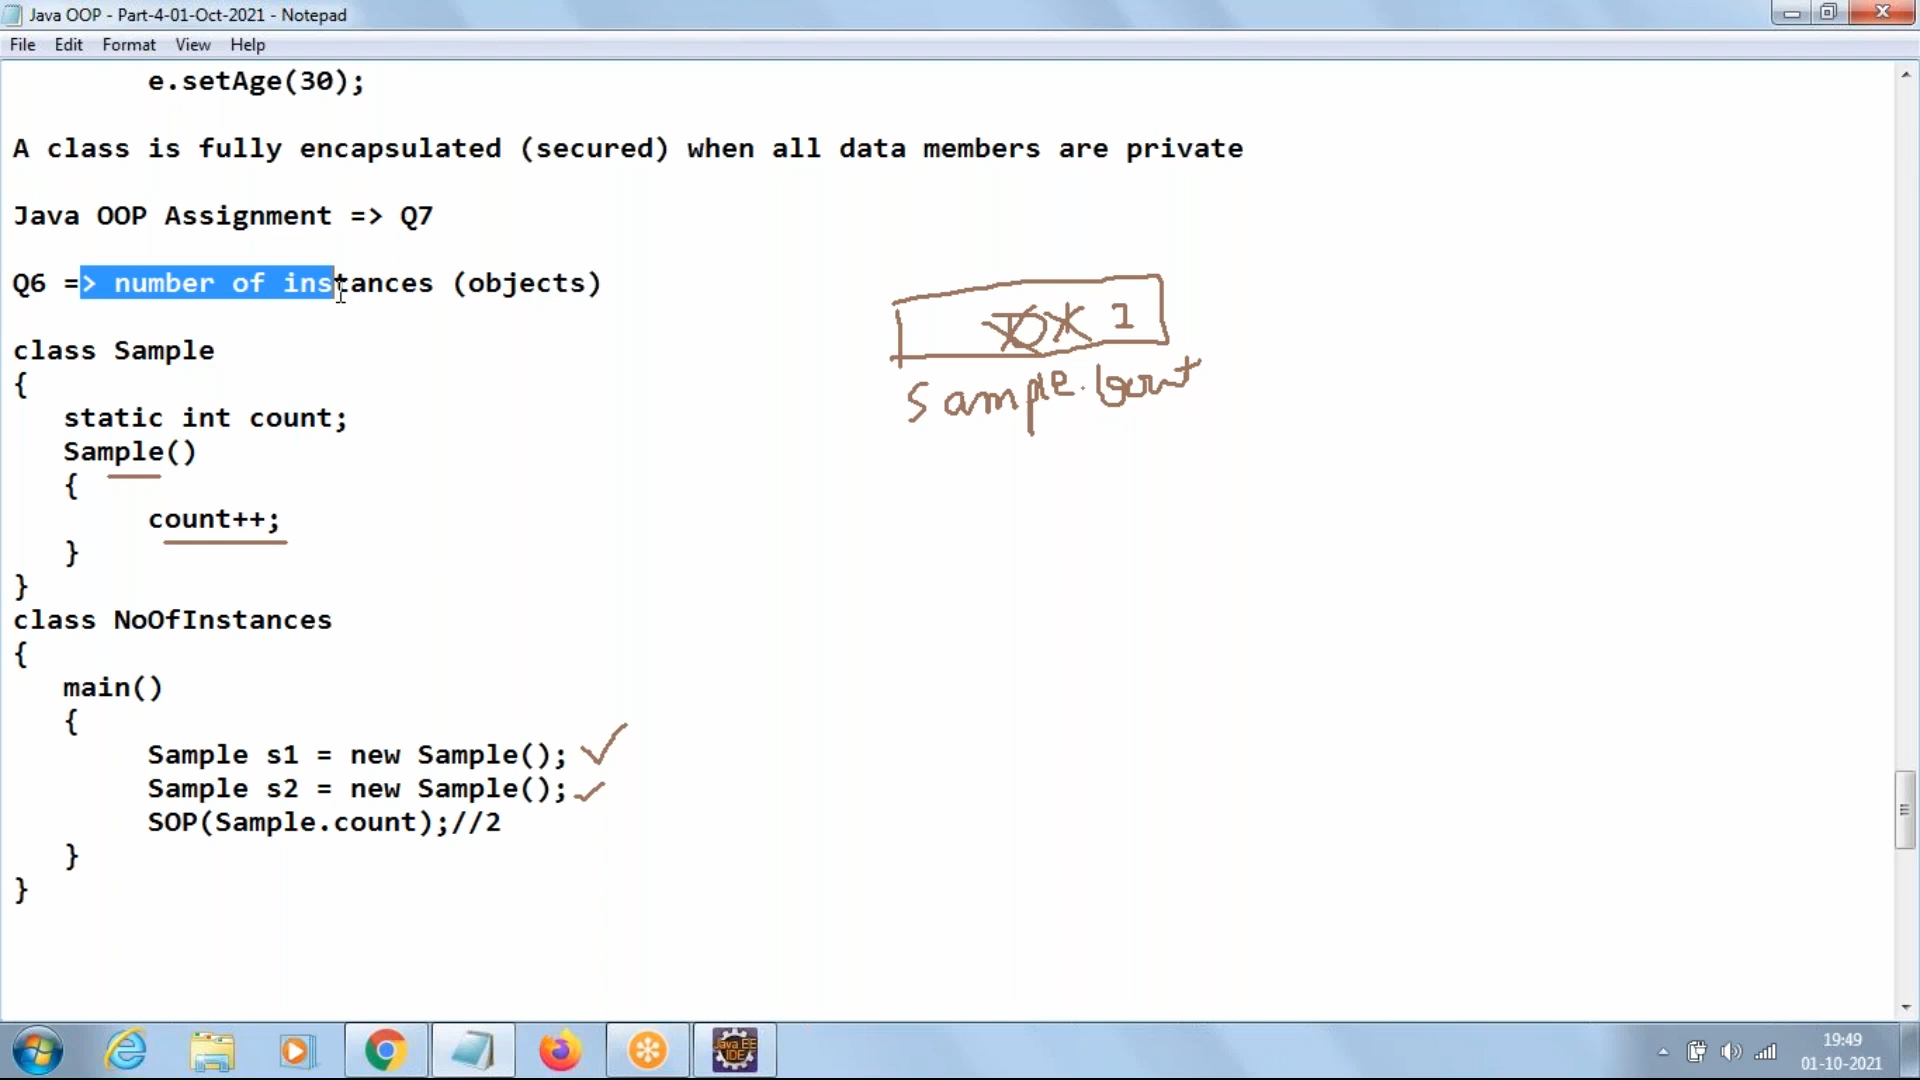 Java OOP - Part-4-01-Oct-2021 - Notepad
File Edit Format View Help
e.setAge(30);
A class is fully encapsulated (secured) when all data members are private
Java OOP Assignment => Q7
Q6 => number of instances (objects)
class Sample
{
static int count;
Sample()
{
count++;
}
}
class NoOfInstances
{
main()
{
Sample s1 = new Sample();
Sample s2 = new Sample();
SOP(Sample.count);//2
}
}
Sample.count
Java EE
IDE
19:49
01-10-2021